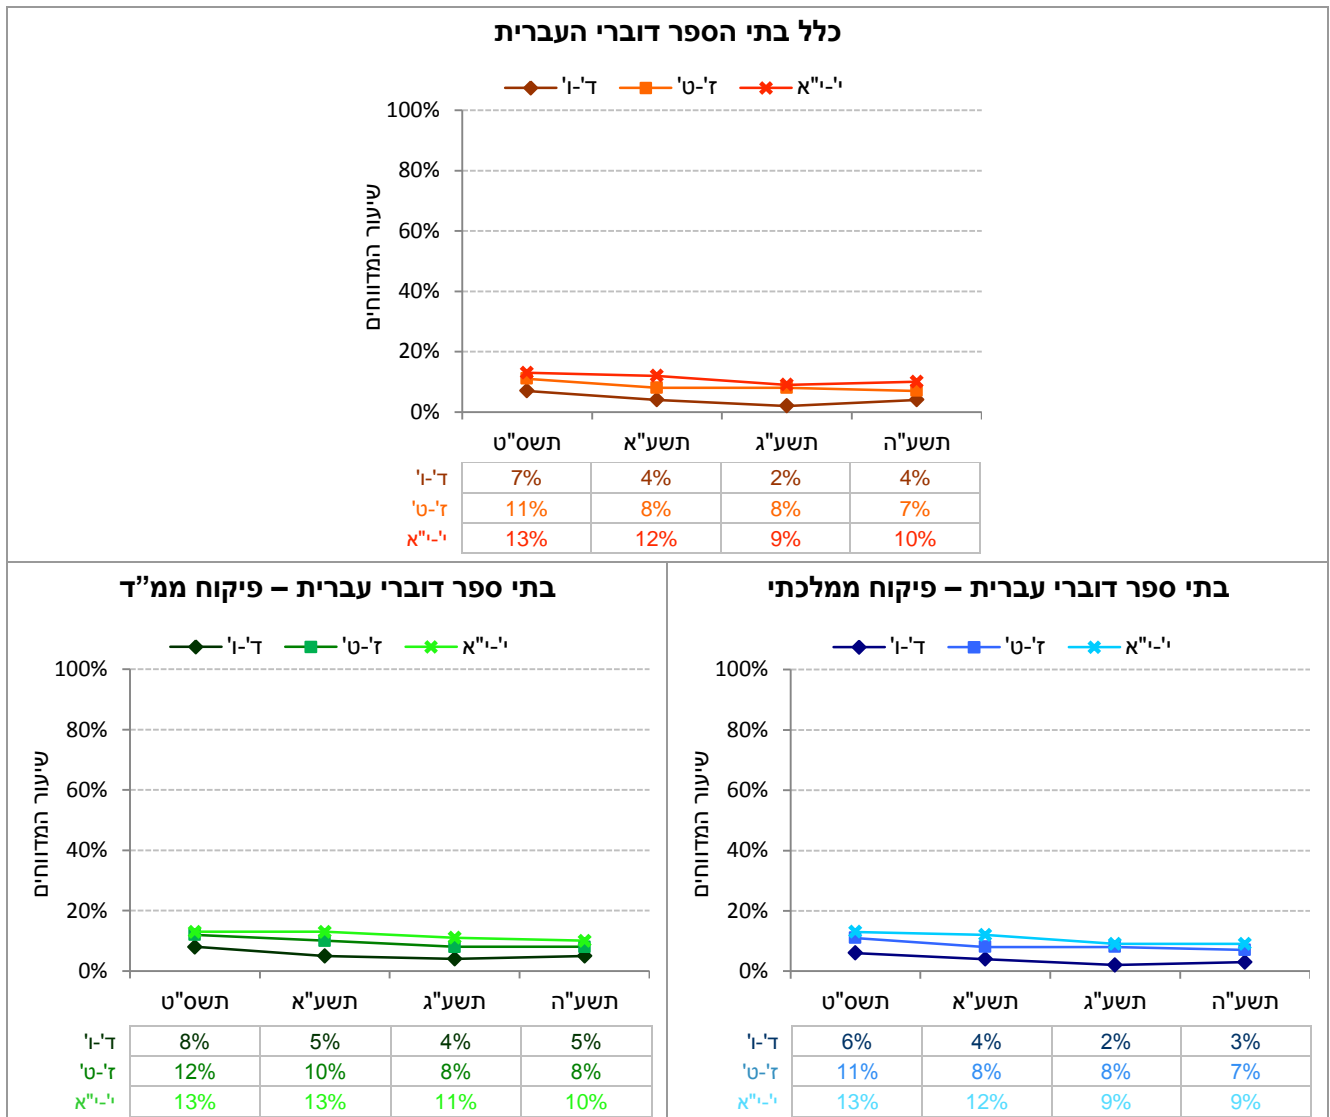 כלל בתי הספר דוברי העברית
ד'-ו' ז'-ט' י'-י"א
שיעור המדווחים
100%
80%
60%
40%
20%
0%
תשס"ט תשע"א תשע"ג תשע"ה
ד'-ו' 7% 4% 2% 4%
ז'-ט' 11% 8% 8% 7%
י'-י"א 13% 12% 9% 10%
בתי ספר דוברי עברית – פיקוח ממלכתי
ד'-ו' ז'-ט' י'-י"א
שיעור המדווחים
100%
80%
60%
40%
20%
0%
תשס"ט תשע"א תשע"ג תשע"ה
ד'-ו' 6% 4% 2% 3%
ז'-ט' 11% 8% 8% 7%
י'-י"א 13% 12% 9% 9%
בתי ספר דוברי עברית – פיקוח ממ”ד
ד'-ו' ז'-ט' י'-י"א
שיעור המדווחים
100%
80%
60%
40%
20%
0%
תשס"ט תשע"א תשע"ג תשע"ה
ד'-ו' 8% 5% 4% 5%
ז'-ט' 12% 10% 8% 8%
י'-י"א 13% 13% 11% 10%